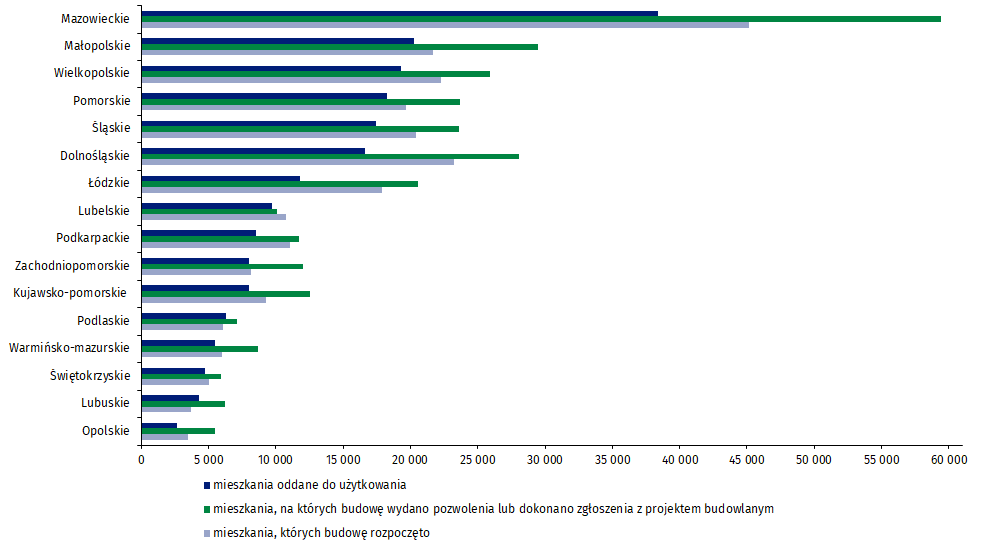 Mazowieckie
Małopolskie
Wielkopolskie
Pomorskie
Śląskie
Dolnośląskie
Łódzkie
Lubelskie
Podkarpackie
Zachodniopomorskie
Kujawsko-pomorskie
Podlaskie
Warmińsko-mazurskie
Świętokrzyskie
Lubuskie
Opolskie
0 5 000 10 000 15 000 20 000 25 000 30 000 35 000 40 000 45 000 50 000 55 000 60 000
mieszkania oddane do użytkowania
mieszkania, na których budowę wydano pozwolenia lub dokonano zgłoszenia z projektem budowlanym
mieszkania, których budowę rozpoczęto